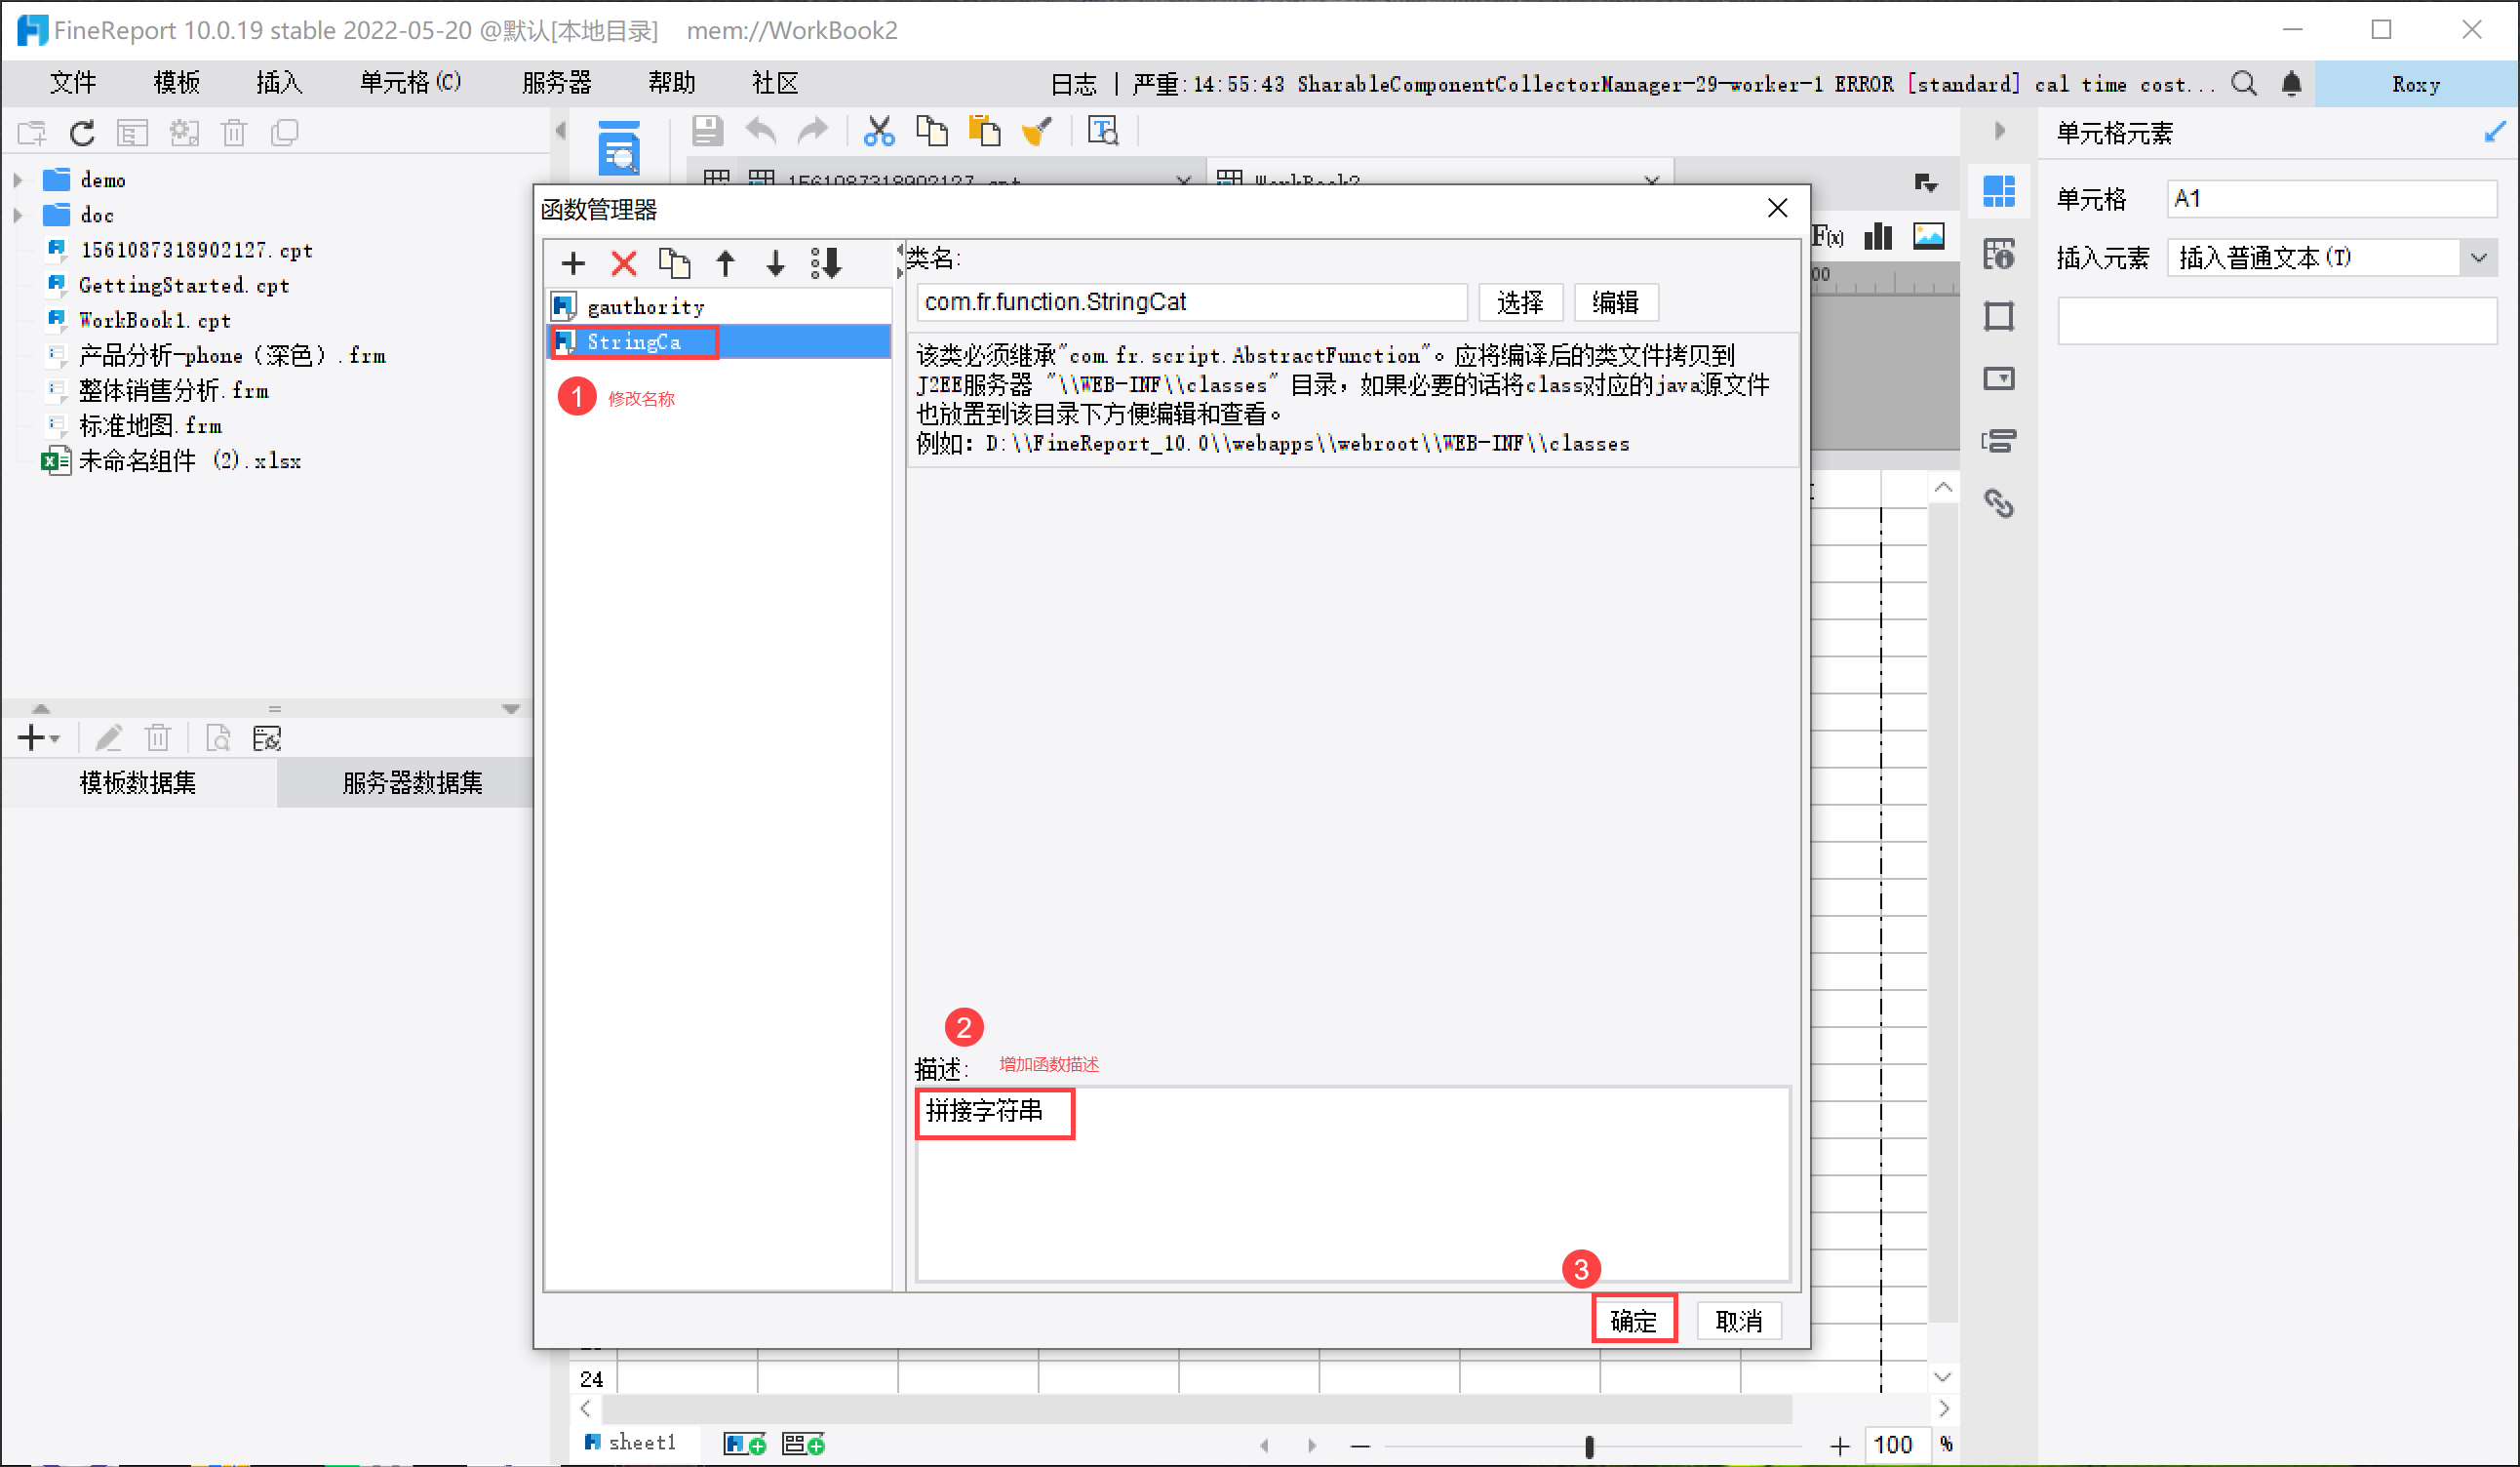 FineReport 10.0.19 stable 2022-05-20 @默认[本地目录] mem://WorkBook2
文件 模板 插入 单元格(C) 服务器 帮助 社区 日志 | 严重:14:55:43 SharableComponentCollectorManager-29-worker-1 ERROR [standard] cal time cost... Roxy
demo
doc
1561087318902127.cpt
GettingStarted.cpt
WorkBook1.cpt
产品分析-phone（深色）.frm
整体销售分析.frm
标准地图.frm
未命名组件 (2).xlsx
模板数据集 服务器数据集
1561087318902127.cpt WorkBook2
函数管理器
gauthority
StringCa
1 修改名称
类名:
com.fr.function.StringCat 选择 编辑
该类必须继承"com.fr.script.AbstractFunction"。应将编译后的类文件拷贝到
J2EE服务器 "\\WEB-INF\\classes" 目录，如果必要的话将class对应的java源文件
也放置到该目录下方便编辑和查看。
例如：D:\\FineReport_10.0\\webapps\\webroot\\WEB-INF\\classes
2
描述: 增加函数描述
拼接字符串
3
确定 取消
F(x)
00
24
sheet1
100 %
单元格元素
单元格 A1
插入元素 插入普通文本(T)